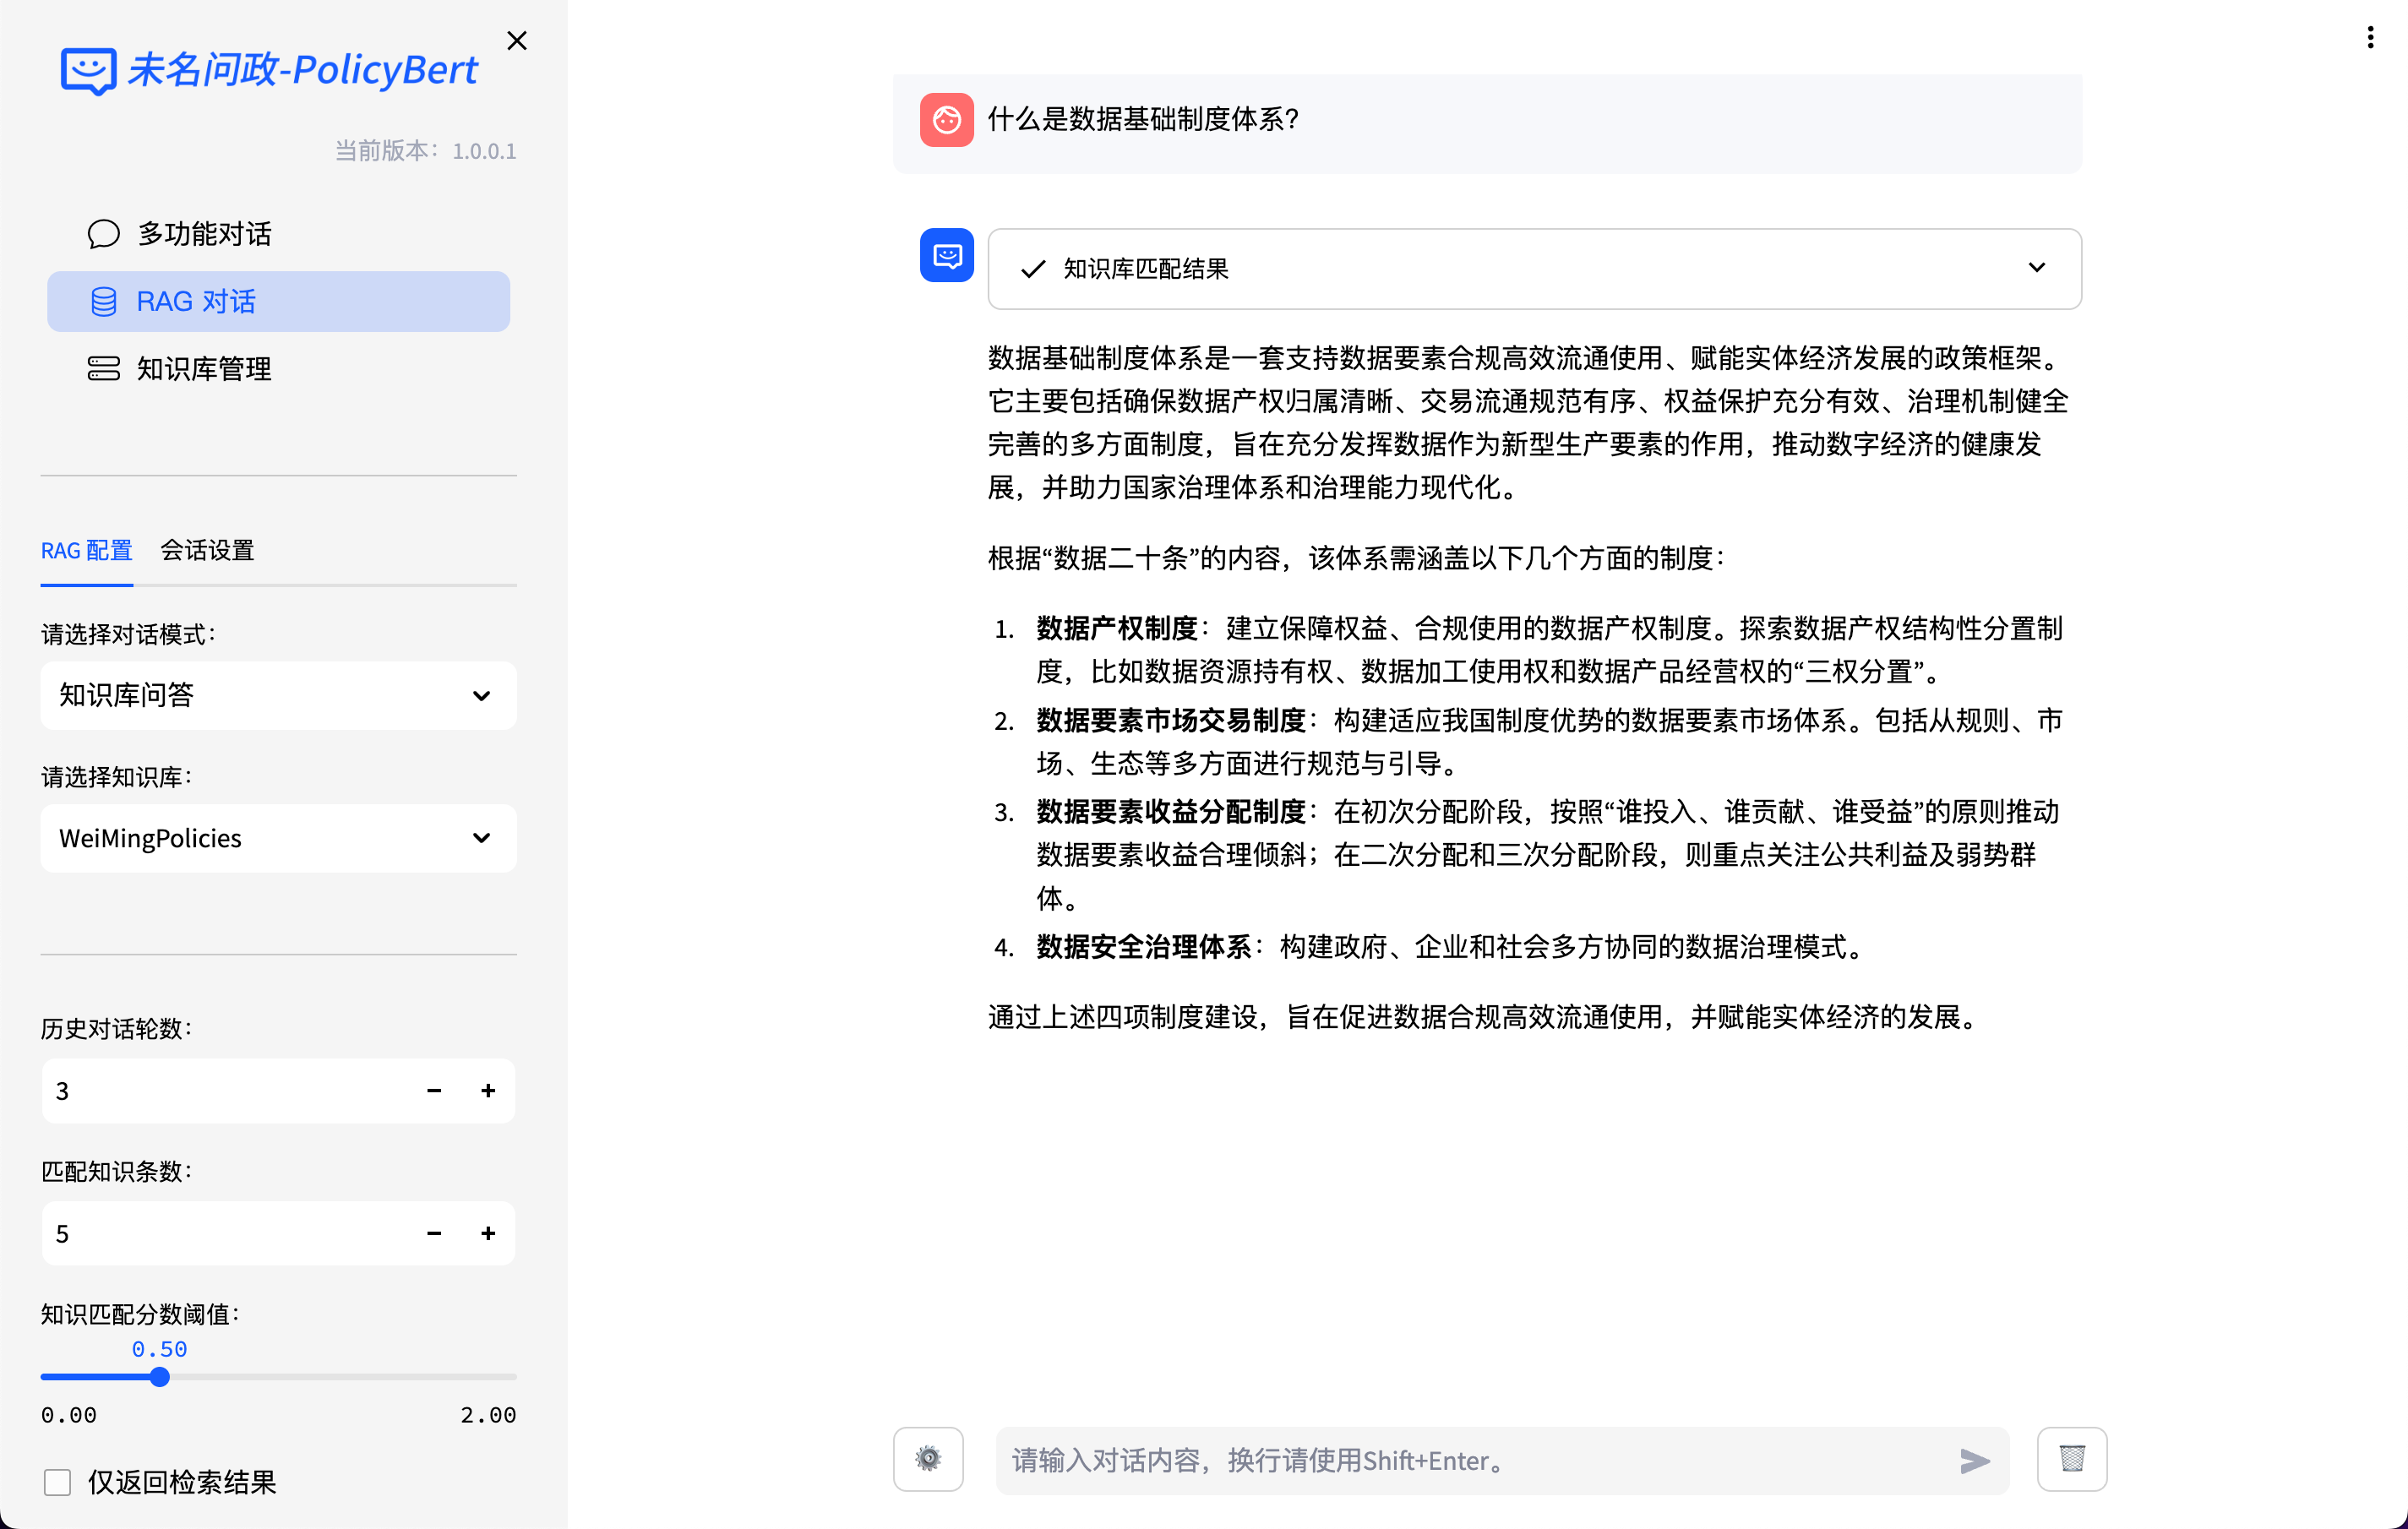 未名问政-PolicyBert
当前版本：1.0.0.1
多功能对话
RAG 对话
知识库管理
RAG 配置
会话设置
请选择对话模式：
知识库问答
请选择知识库：
WeiMingPolicies
历史对话轮数：
3
匹配知识条数：
5
知识匹配分数阈值：
0.50
0.00
2.00
仅返回检索结果
什么是数据基础制度体系?
知识库匹配结果
数据基础制度体系是一套支持数据要素合规高效流通使用、赋能实体经济发展的政策框架。
它主要包括确保数据产权归属清晰、交易流通规范有序、权益保护充分有效、治理机制健全
完善的多方面制度，旨在充分发挥数据作为新型生产要素的作用，推动数字经济的健康发
展，并助力国家治理体系和治理能力现代化。
根据“数据二十条”的内容，该体系需涵盖以下几个方面的制度：
1. 数据产权制度：建立保障权益、合规使用的数据产权制度。探索数据产权结构性分置制
度，比如数据资源持有权、数据加工使用权和数据产品经营权的“三权分置”。
2. 数据要素市场交易制度：构建适应我国制度优势的数据要素市场体系。包括从规则、市
场、生态等多方面进行规范与引导。
3. 数据要素收益分配制度：在初次分配阶段，按照“谁投入、谁贡献、谁受益”的原则推动
数据要素收益合理倾斜；在二次分配和三次分配阶段，则重点关注公共利益及弱势群
体。
4. 数据安全治理体系：构建政府、企业和社会多方协同的数据治理模式。
通过上述四项制度建设，旨在促进数据合规高效流通使用，并赋能实体经济的发展。
请输入对话内容，换行请使用Shift+Enter。